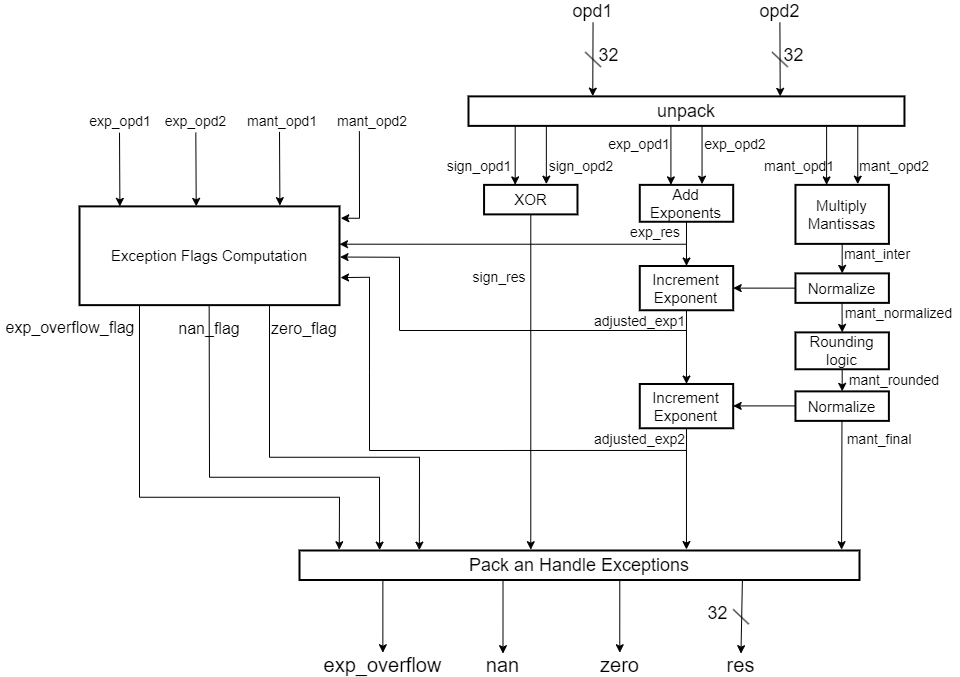 opd1
opd2
32
32
unpack
exp_opd1
exp_opd2
mant_opd1
mant_opd2
exp_opd1
exp_opd2
sign_opd1
sign_opd2
mant_opd1
mant_opd2
XOR
Add
Exponents
Multiply
Mantissas
exp_res
Exception Flags Computation
mant_inter
sign_res
Increment
Exponent
Normalize
mant_normalized
exp_overflow_flag
nan_flag
zero_flag
adjusted_exp1
Rounding
logic
mant_rounded
Increment
Exponent
Normalize
adjusted_exp2
mant_final
Pack an Handle Exceptions
32
exp_overflow
nan
zero
res